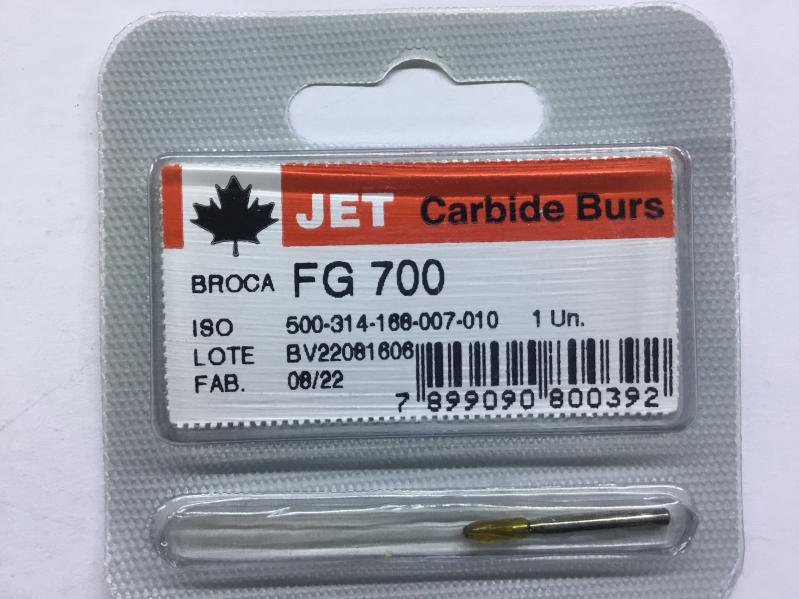 JET Carbide Burs
BROCA FG 700
ISO 500-314-168-007-010 1 Un.
LOTE BV22081606
FAB. 08/22
7 899090 800392